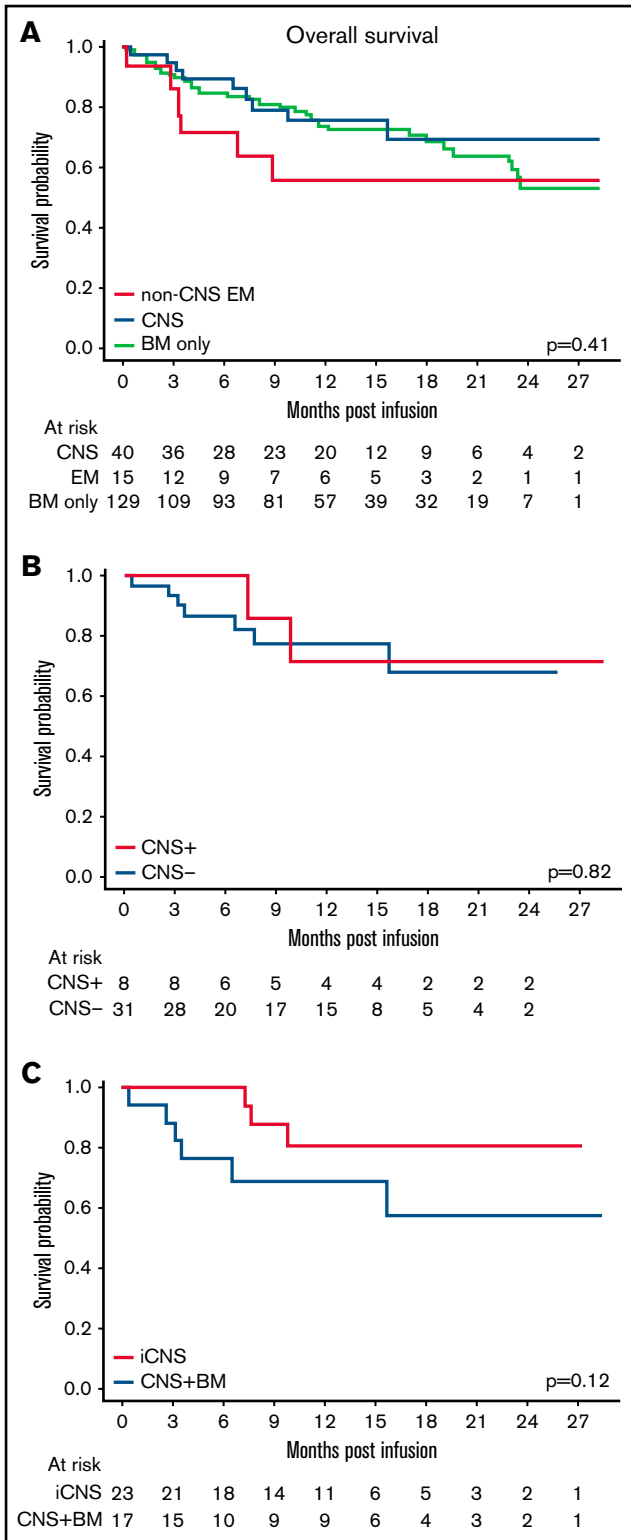 A
Overall survival
1.0
0.8
0.6
0.4
0.2
0.0
Survival probability
non-CNS EM
CNS
BM only
p=0.41
0 3 6 9 12 15 18 21 24 27
Months post infusion
At risk
CNS 40 36 28 23 20 12 9 6 4 2
EM 15 12 9 7 6 5 3 2 1 1
BM only 129 109 93 81 57 39 32 19 7 1
B
1.0
0.8
0.6
0.4
0.2
0.0
Survival probability
CNS+
CNS−
p=0.82
0 3 6 9 12 15 18 21 24 27
Months post infusion
At risk
CNS+ 8 8 6 5 4 4 2 2 2
CNS− 31 28 20 17 15 8 5 4 2
C
1.0
0.8
0.6
0.4
0.2
0.0
Survival probability
iCNS
CNS+BM
p=0.12
0 3 6 9 12 15 18 21 24 27
Months post infusion
At risk
iCNS 23 21 18 14 11 6 5 3 2 1
CNS+BM 17 15 10 9 9 6 4 3 2 1